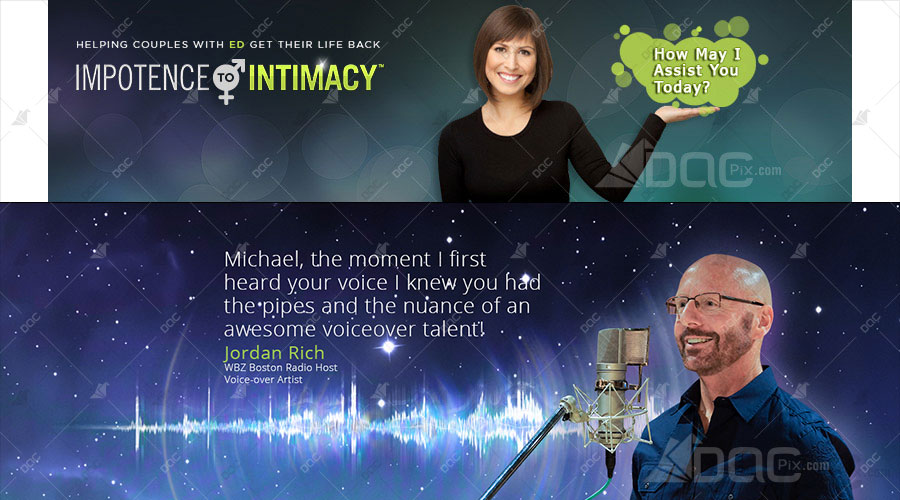 HELPING COUPLES WITH ED GET THEIR LIFE BACK
IMPOTENCE TO INTIMACY™
How May I
Assist You
Today?
DAC
Pix.com
Michael, the moment I first
heard your voice I knew you had
the pipes and the nuance of an
awesome voiceover talent!
Jordan Rich
WBZ Boston Radio Host
Voice-over Artist
DAC
Pix.com